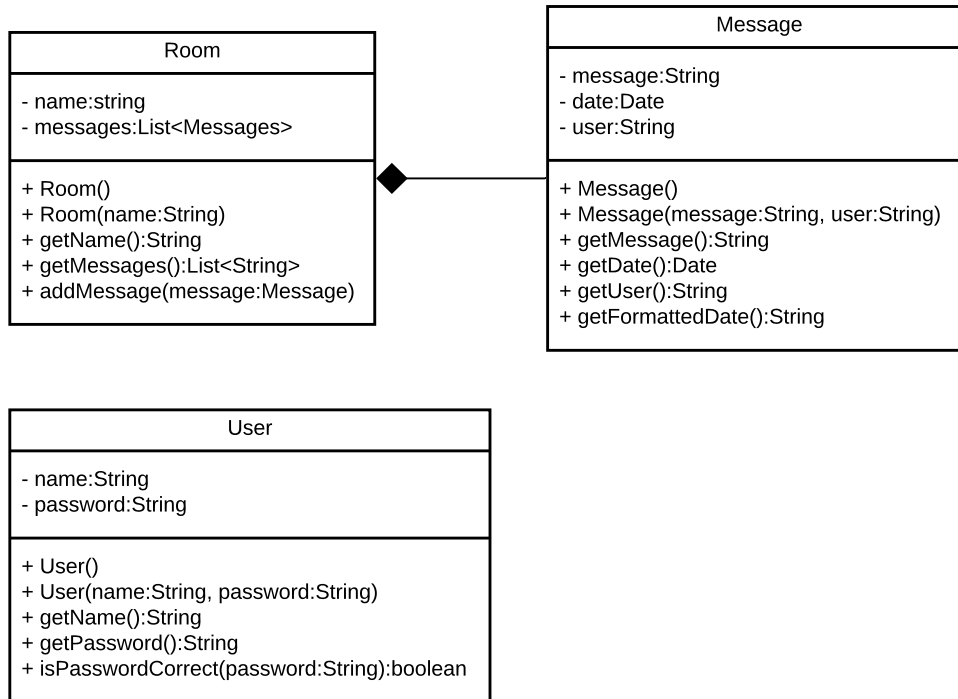 Room
- name:string
- messages:List<Messages>
+ Room()
+ Room(name:String)
+ getName():String
+ getMessages():List<String>
+ addMessage(message:Message)
Message
- message:String
- date:Date
- user:String
+ Message()
+ Message(message:String, user:String)
+ getMessage():String
+ getDate():Date
+ getUser():String
+ getFormattedDate():String
User
- name:String
- password:String
+ User()
+ User(name:String, password:String)
+ getName():String
+ getPassword():String
+ isPasswordCorrect(password:String):boolean